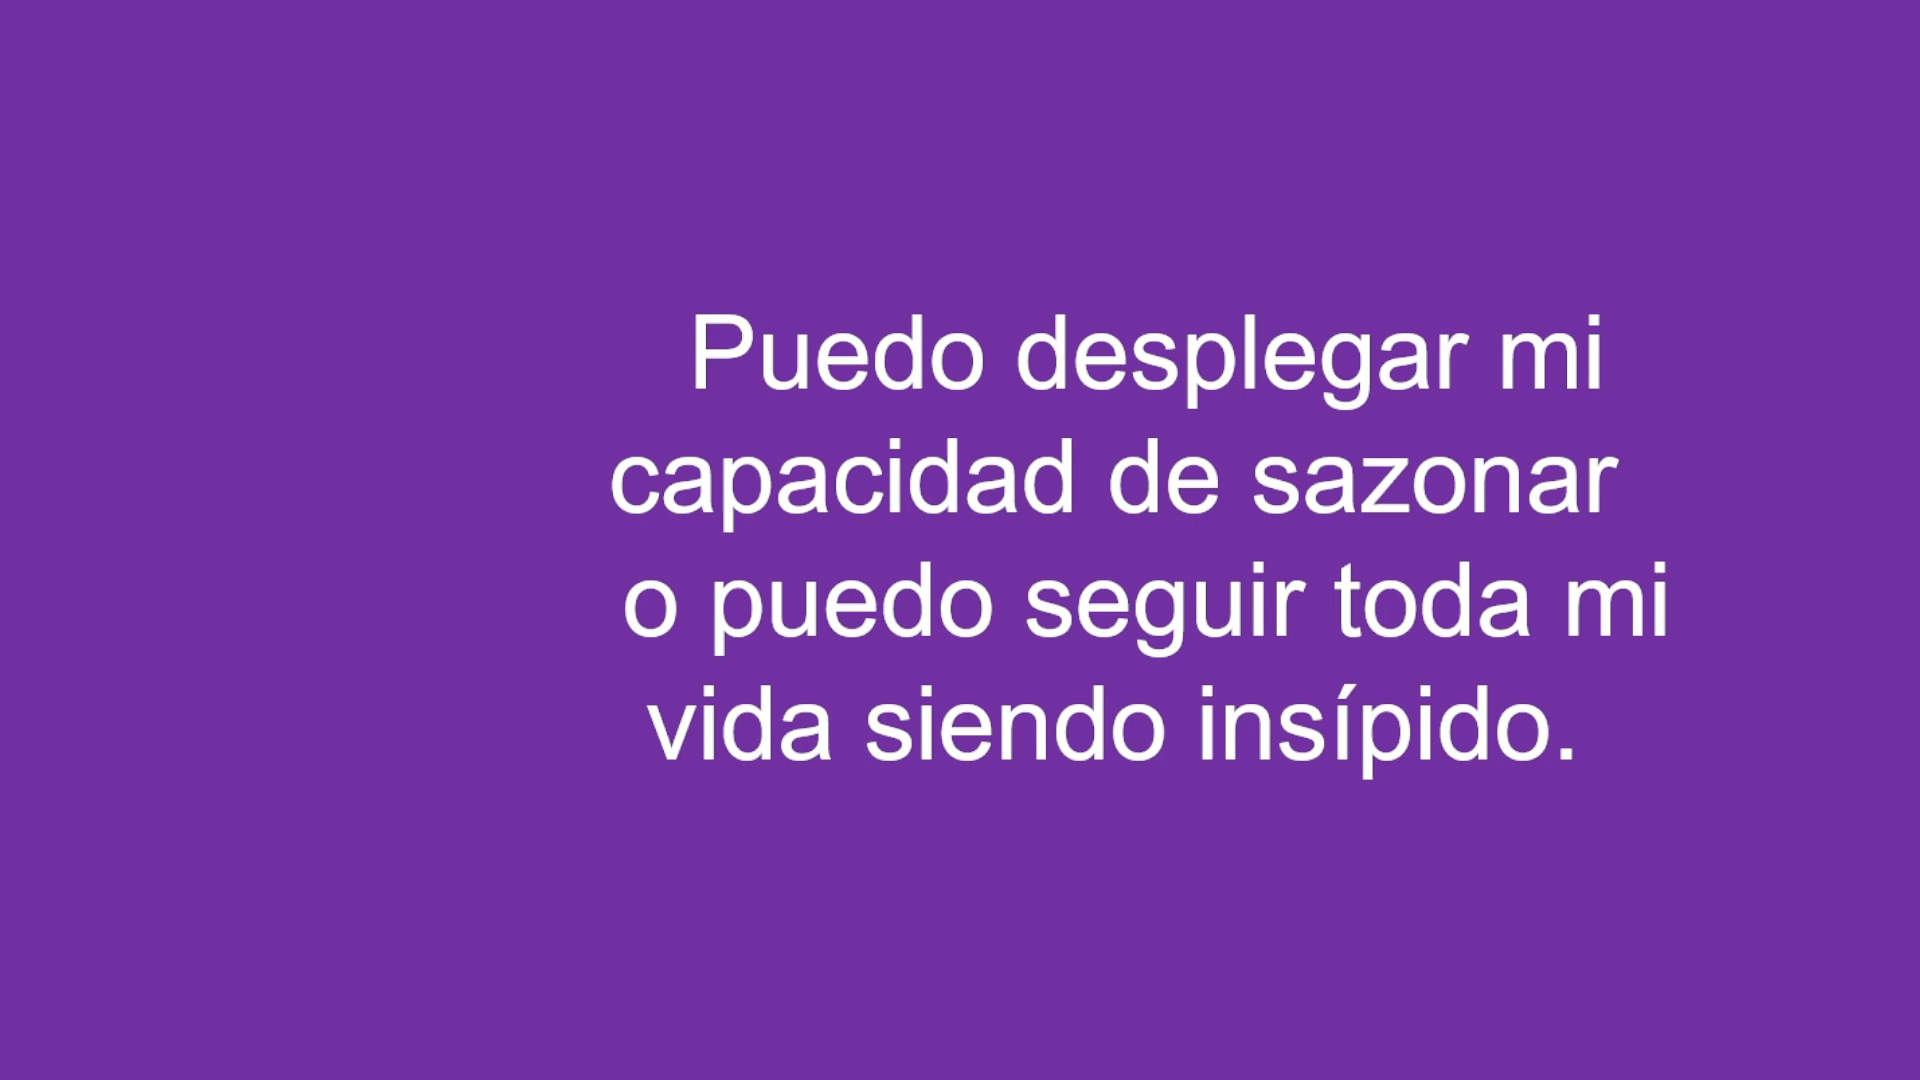 Puedo desplegar mi
capacidad de sazonar
o puedo seguir toda mi
vida siendo insípido.